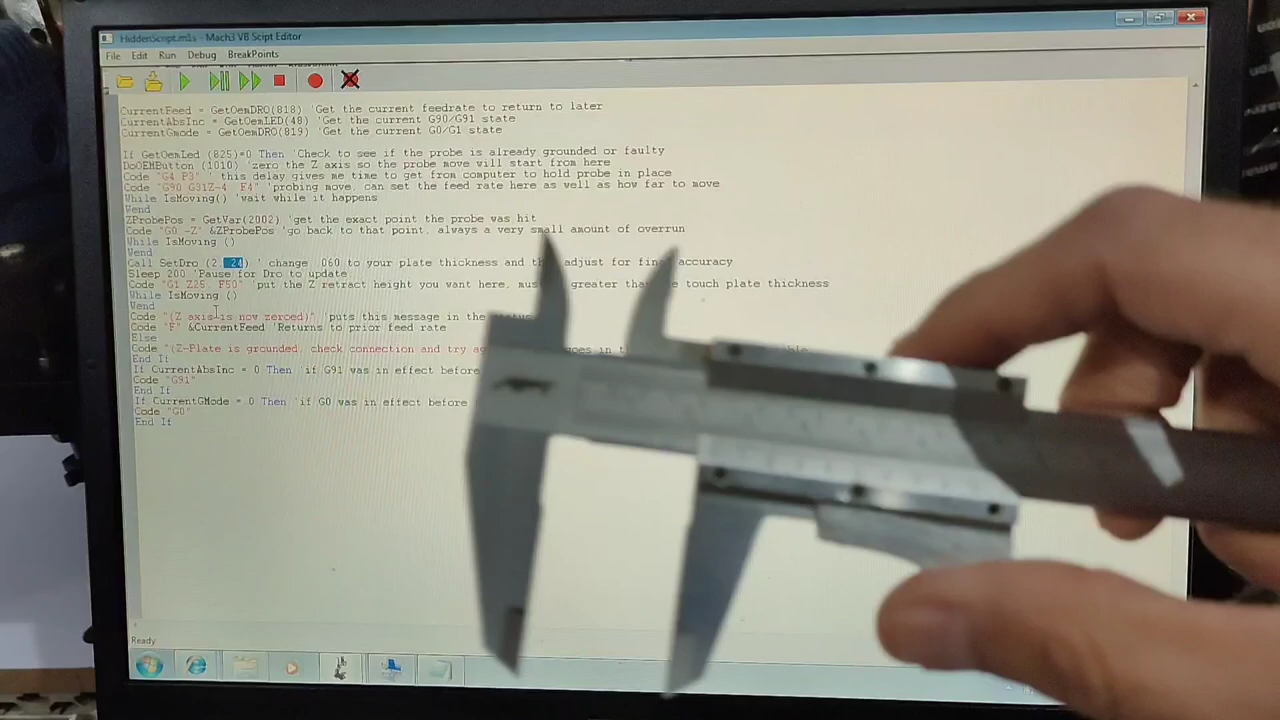 HiddenScript.m1s - Mach3 VB Scipt Editor
File Edit Run Debug BreakPoints
CurrentFeed = GetOemDRO(818) 'Get the current feedrate to return to later
CurrentAbsInc = GetOemLED(48) 'Get the current G90/G91 state
CurrentGmode = GetOemDRO(819) 'Get the current G0/G1 state
If GetOemLed (825)=0 Then 'Check to see if the probe is already grounded or faulty
DoOEMButton (1010) 'zero the Z axis so the probe move will start from here
Code "G4 P3" ' this delay gives me time to get from computer to hold probe in place
Code "G90 G31Z-4 F4" 'probing move, can set the feed rate here as well as how far to move
While IsMoving() 'wait while it happens
Wend
ZProbePos = GetVar(2002) 'get the exact point the probe was hit
Code "G0 -Z" &ZProbePos 'go back to that point, always a very small amount of overrun
While IsMoving ()
Wend
Call SetDro (2, 24) ' change .060 to your plate thickness and adjust for final accuracy
Sleep 200 'Pause for Dro to update
Code "G1 Z25. F50" 'put the Z retract height you want here, greater touch plate thickness
While IsMoving ()
Wend
Code "(Z axis is now zeroed)" 'puts this message in the
Code "F" &CurrentFeed 'Returns to prior feed rate
Else
Code "(Z-Plate is grounded, check connection and try goes in
End If
If CurrentAbsInc = 0 Then 'if G91 was in effect before
Code "G91"
End If
If CurrentGMode = 0 Then 'if G0 was in effect before
Code "G0"
End If
Ready